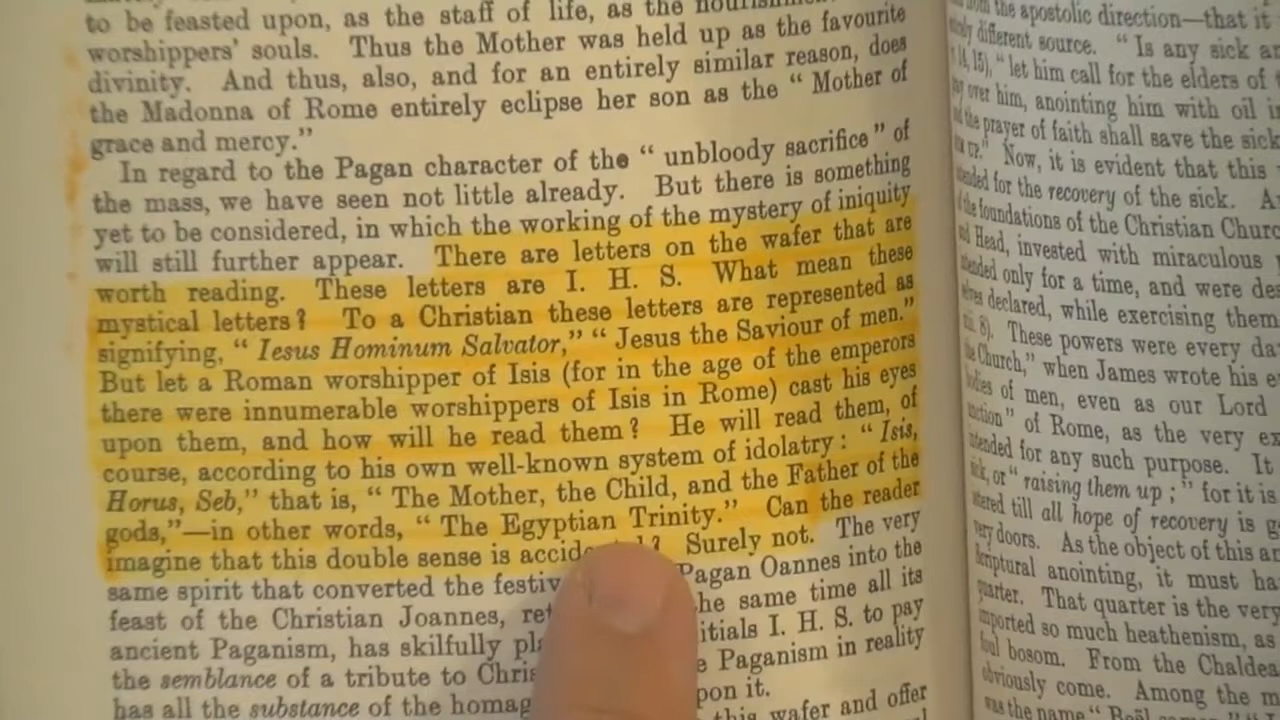 to be feasted upon, as the staff of life, as the nourishment
worshippers' souls. Thus the Mother was held up as the favourite
divinity. And thus, also, and for an entirely similar reason, does
the Madonna of Rome entirely eclipse her son as the "Mother of
grace and mercy."
In regard to the Pagan character of the "unbloody sacrifice" of
the mass, we have seen not little already. But there is something
yet to be considered, in which the working of the mystery of iniquity
will still further appear. There are letters on the wafer that are
worth reading. These letters are I. H. S. What mean these
mystical letters? To a Christian these letters are represented as
signifying, "Iesus Hominum Salvator," "Jesus the Saviour of men."
But let a Roman worshipper of Isis (for in the age of the emperors
there were innumerable worshippers of Isis in Rome) cast his eyes
upon them, and how will he read them? He will read them, of
course, according to his own well-known system of idolatry: "Isis,
Horus, Seb," that is, "The Mother, the Child, and the Father of the
gods,"—in other words, "The Egyptian Trinity." Can the reader
imagine that this double sense is Surely not. The very
same spirit that converted the Pagan Oannes into the
feast of the Christian Joannes, the same time all its
ancient Paganism, has skilfully I. H. S. to pay
the semblance of a tribute to Paganism in reality
has all the substance of the upon it.
this wafer and offer
the apostolic direction—that it
different source. "Is any sick
"let him call for the elders of
over him, anointing him with oil
the prayer of faith shall save the sick
Now, it is evident that this
for the recovery of the sick.
the foundations of the Christian
Head, invested with miraculous
only for a time, and were
declared, while exercising them
8). These powers were every
Church," when James wrote his
of men, even as our Lord
of Rome, as the very
for any such purpose. It
or "raising them up;" for it is
till all hope of recovery is
doors. As the object of this
anointing, it must
That quarter is the very
so much heathenism, as
bosom. From the
obviously come. Among the
was the name